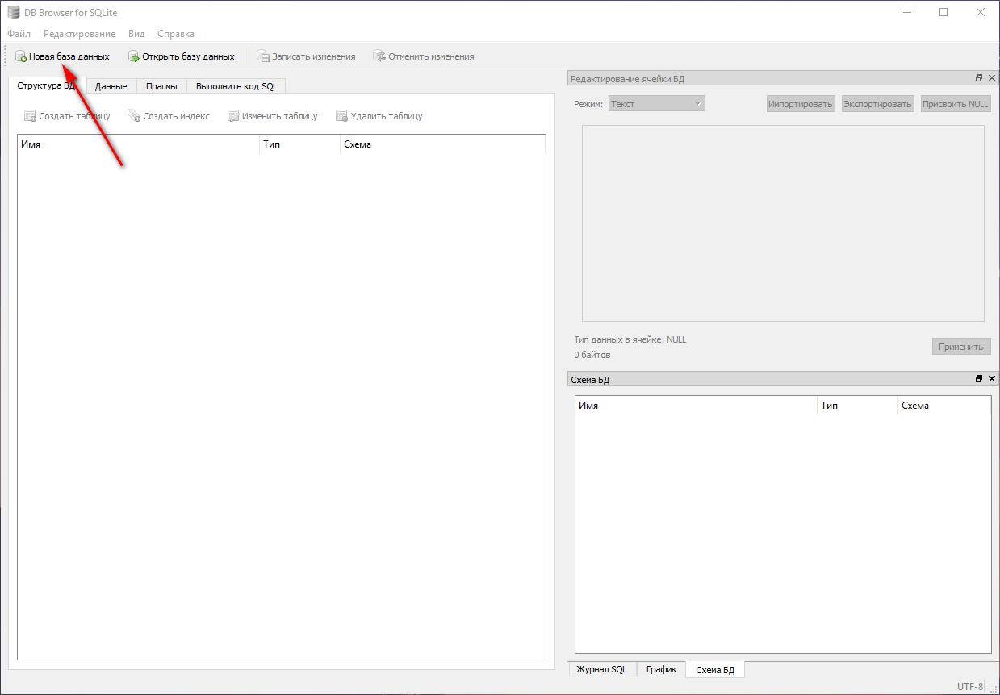 DB Browser for SQLite
Файл Редактирование Вид Справка
Новая база данных Открыть базу данных Записать изменения Отменить изменения
Структура БД Данные Прагмы Выполнить код SQL
Создать таблицу Создать индекс Изменить таблицу Удалить таблицу
Имя Тип Схема
Редактирование ячейки БД
Режим: Текст Импортировать Экспортировать Присвоить NULL
Тип данных в ячейке: NULL
0 байтов
Применить
Схема БД
Имя Тип Схема
Журнал SQL График Схема БД
UTF-8